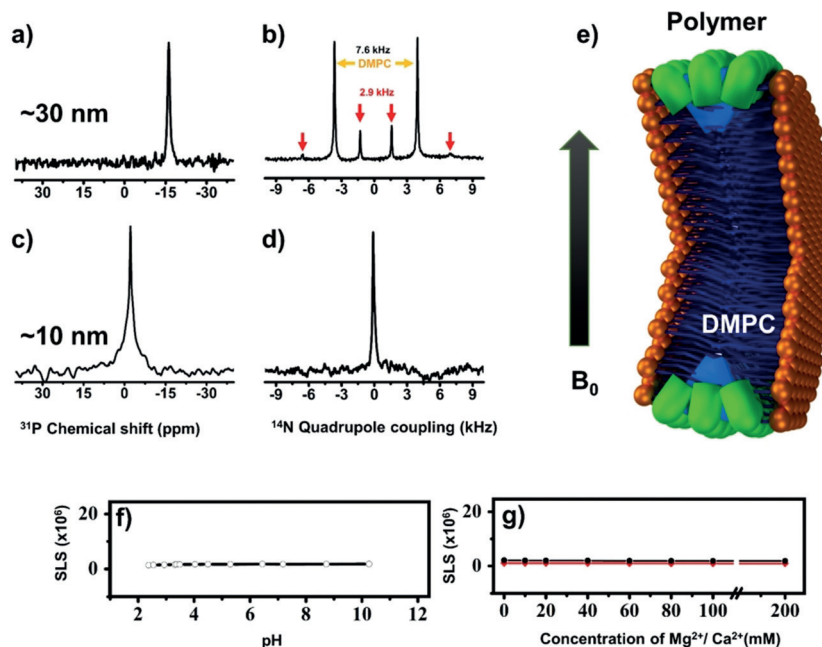 a)
~30 nm
30 15 0 -15 -30
b)
7.6 kHz
DMPC
2.9 kHz
-9 -6 -3 0 3 6 9
c)
~10 nm
30 15 0 -15 -30
³¹P Chemical shift (ppm)
d)
-9 -6 -3 0 3 6 9
¹⁴N Quadrupole coupling (kHz)
e)
Polymer
DMPC
B₀
f)
SLS (x10⁶)
20
0
2 4 6 8 10 12
pH
g)
SLS (x10⁶)
20
0
0 20 40 60 80 100 200
Concentration of Mg²⁺/ Ca²⁺(mM)